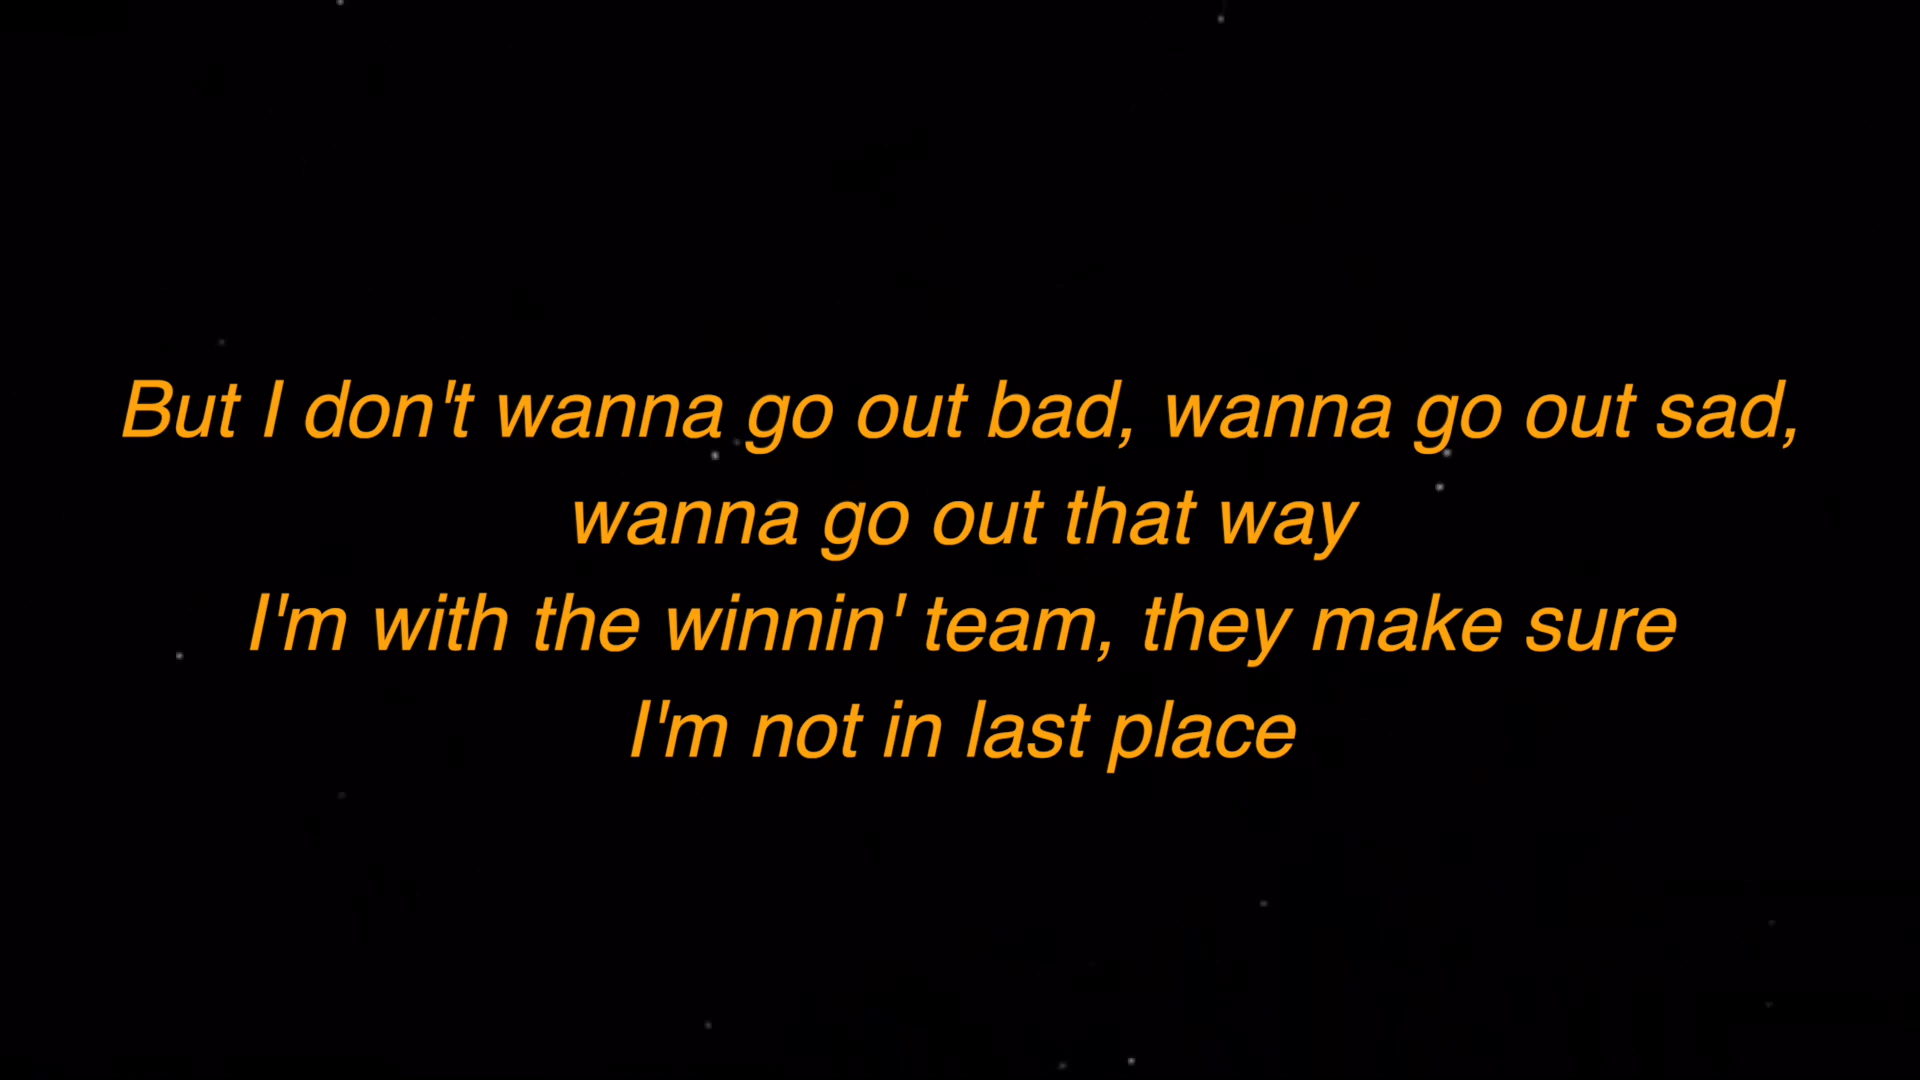 But I don't wanna go out bad, wanna go out sad,
wanna go out that way
I'm with the winnin' team, they make sure
I'm not in last place